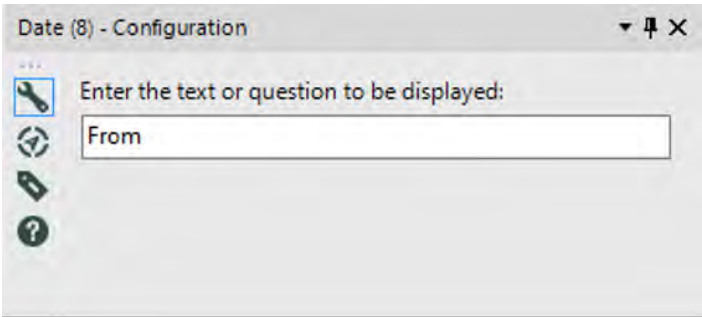 Date (8) - Configuration
Enter the text or question to be displayed:
From